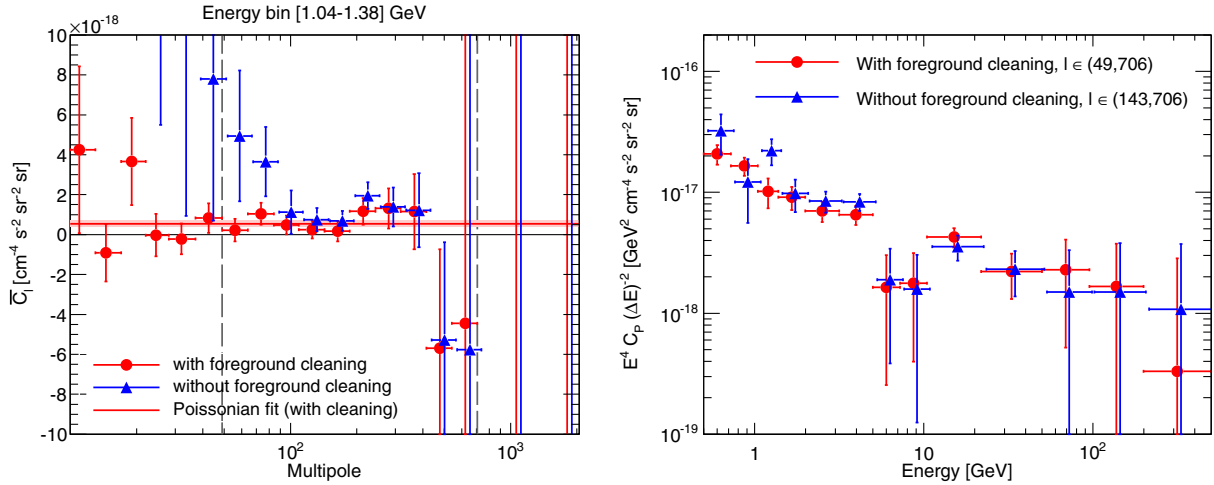 Energy bin [1.04-1.38] GeV
×10⁻¹⁸
10
8
6
4
2
0
-2
-4
-6
-8
-10
C̅ₗ [cm⁻⁴ s⁻² sr⁻² sr]
with foreground cleaning
without foreground cleaning
Poissonian fit (with cleaning)
10²
10³
Multipole
10⁻¹⁶
10⁻¹⁷
10⁻¹⁸
10⁻¹⁹
E⁴ C_P (ΔE)⁻² [GeV² cm⁻⁴ s⁻² sr⁻² sr]
With foreground cleaning, l ∈ (49,706)
Without foreground cleaning, l ∈ (143,706)
1
10
10²
Energy [GeV]